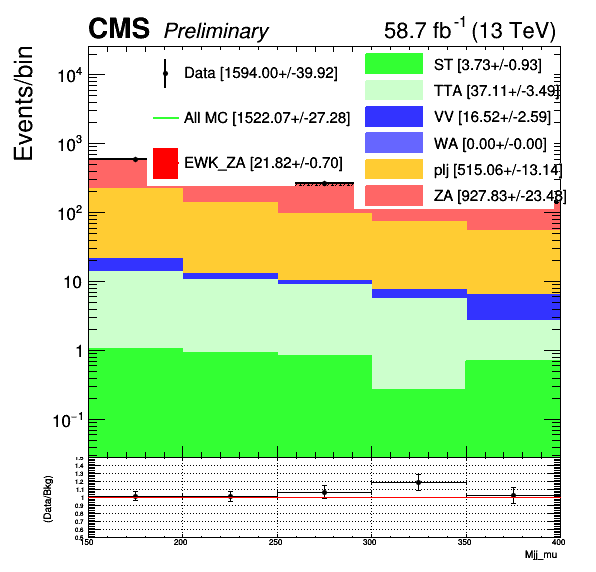 CMS Preliminary 58.7 fb⁻¹ (13 TeV)
Events/bin
10⁴
10³
10²
10
1
10⁻¹
Data [1594.00+/-39.92]
All MC [1522.07+/-27.28]
EWK_ZA [21.82+/-0.70]
ST [3.73+/-0.93]
TTA [37.11+/-3.49]
VV [16.52+/-2.59]
WA [0.00+/-0.00]
plj [515.06+/-13.14]
ZA [927.83+/-23.48]
(Data/Bkg)
1.5
1.4
1.3
1.2
1.1
1
0.9
0.8
0.7
0.6
0.5
150 200 250 300 350 400
Mjj_mu